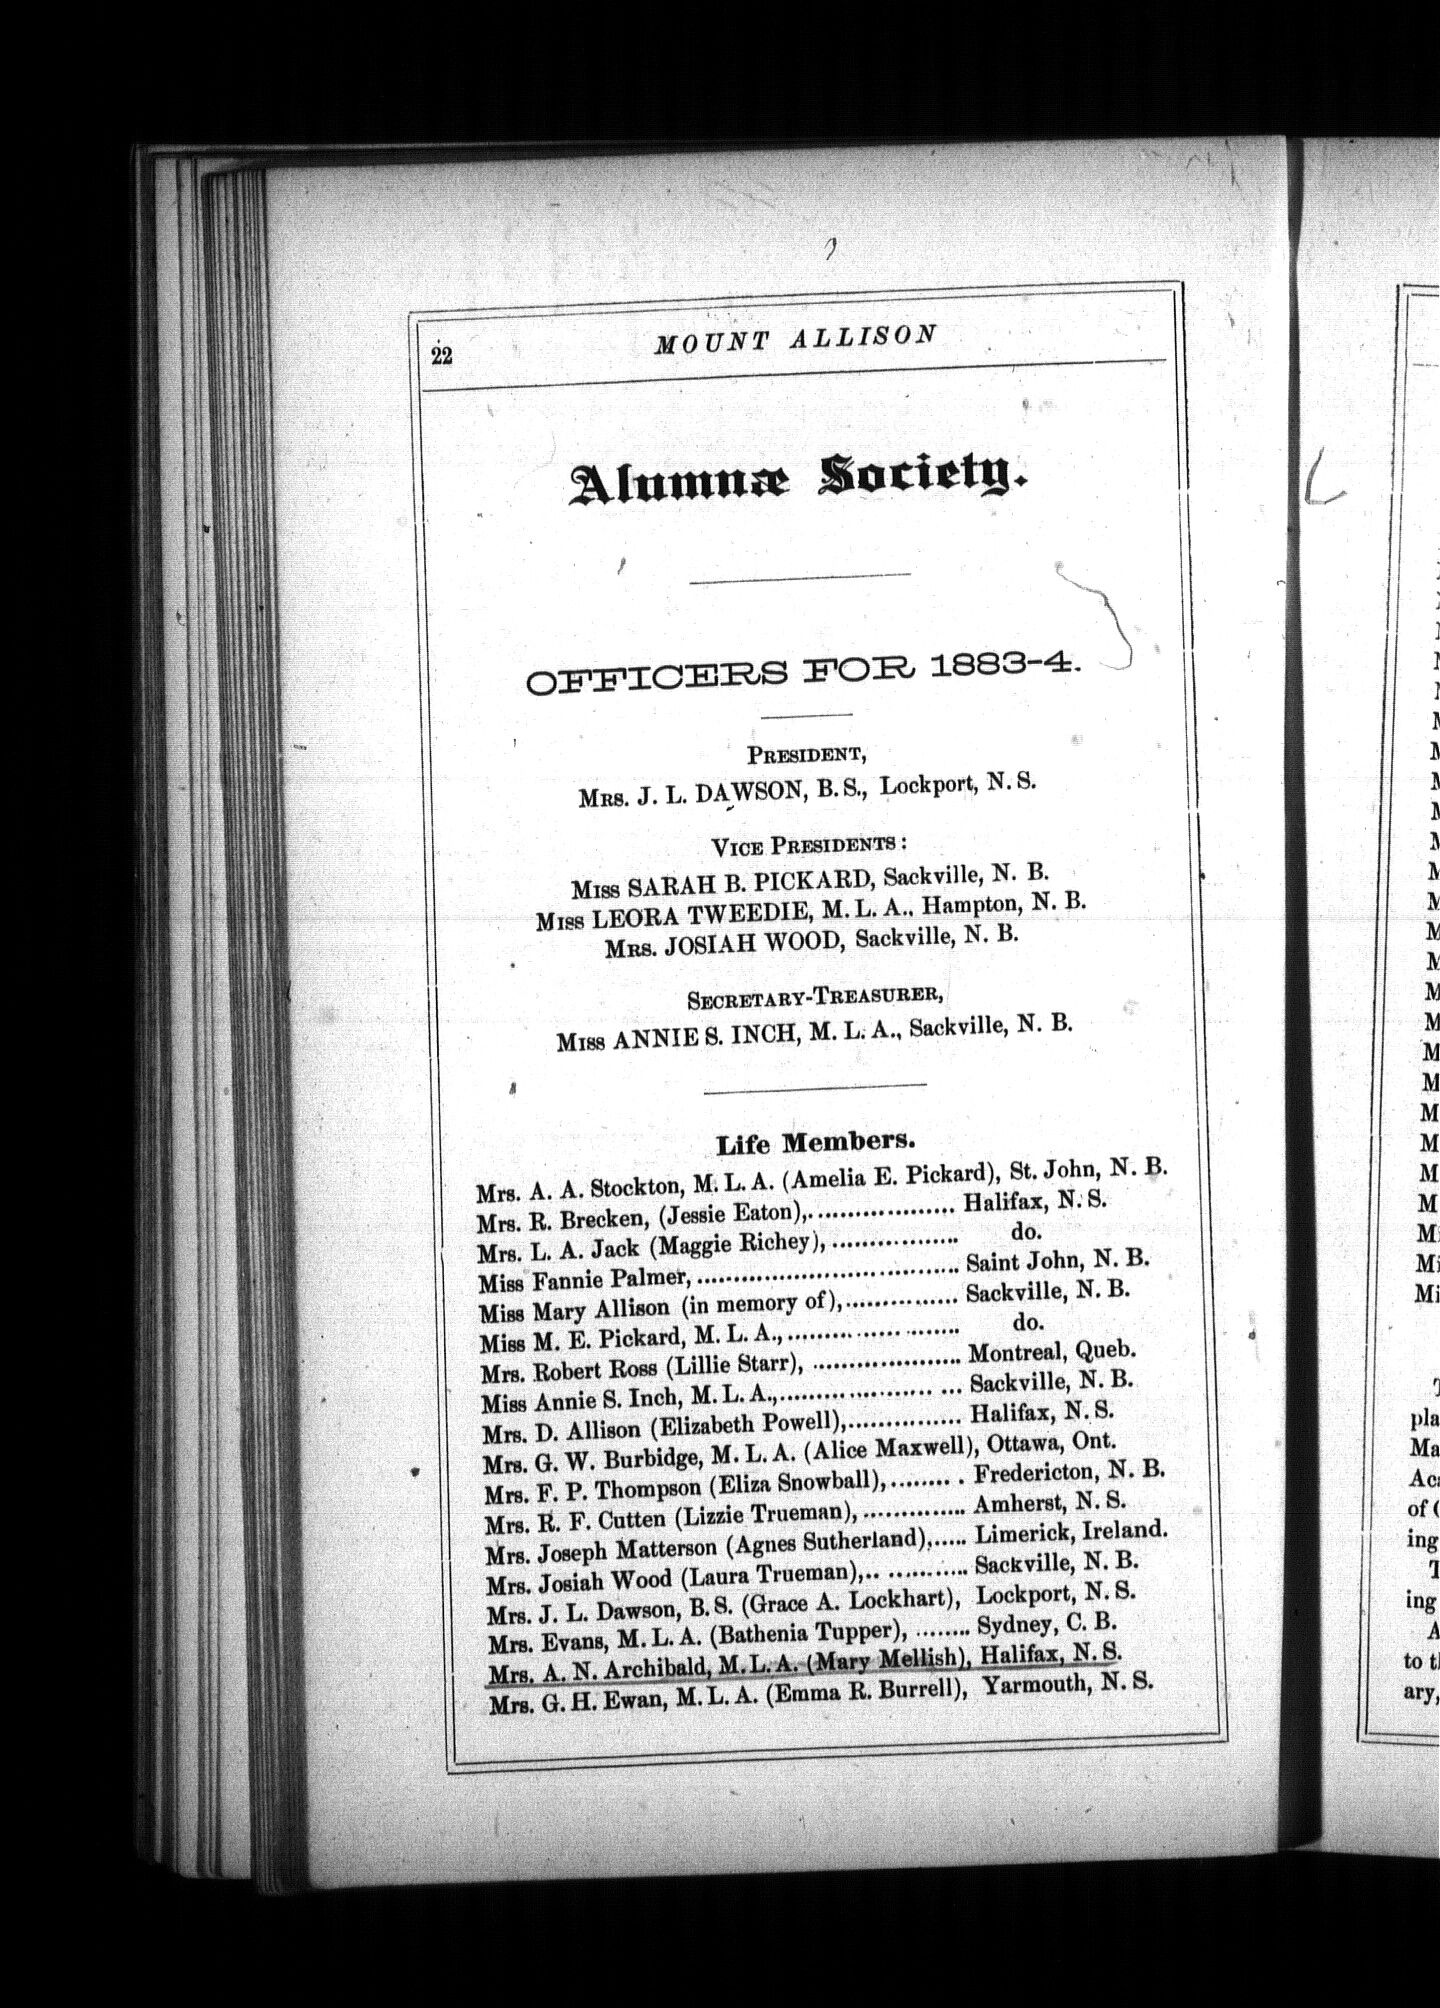 22
MOUNT ALLISON
Alumnæ Society.
OFFICERS FOR 1883-4.
PRESIDENT,
MRS. J. L. DAWSON, B. S., Lockport, N. S.
VICE PRESIDENTS:
MISS SARAH B. PICKARD, Sackville, N. B.
MISS LEORA TWEEDIE, M. L. A., Hampton, N. B.
MRS. JOSIAH WOOD, Sackville, N. B.
SECRETARY-TREASURER,
MISS ANNIE S. INCH, M. L. A., Sackville, N. B.
Life Members.
Mrs. A. A. Stockton, M. L. A. (Amelia E. Pickard), St. John, N. B.
Mrs. R. Brecken, (Jessie Eaton),.................. Halifax, N. S.
Mrs. L. A. Jack (Maggie Richey), ................. do.
Miss Fannie Palmer, .................................... Saint John, N. B.
Miss Mary Allison (in memory of),............... Sackville, N. B.
Miss M. E. Pickard, M. L. A.,........................ do.
Mrs. Robert Ross (Lillie Starr), .................... Montreal, Queb.
Miss Annie S. Inch, M. L. A.,........................ Sackville, N. B.
Mrs. D. Allison (Elizabeth Powell),............... Halifax, N. S.
Mrs. G. W. Burbidge, M. L. A. (Alice Maxwell), Ottawa, Ont.
Mrs. F. P. Thompson (Eliza Snowball),........ . Fredericton, N. B.
Mrs. R. F. Cutten (Lizzie Trueman), .............. Amherst, N. S.
Mrs. Joseph Matterson (Agnes Sutherland),..... Limerick, Ireland.
Mrs. Josiah Wood (Laura Trueman),.. ........... Sackville, N. B.
Mrs. J. L. Dawson, B. S. (Grace A. Lockhart), Lockport, N. S.
Mrs. Evans, M. L. A. (Bathenia Tupper), ........ Sydney, C. B.
Mrs. A. N. Archibald, M. L. A. (Mary Mellish), Halifax, N. S.
Mrs. G. H. Ewan, M. L. A. (Emma R. Burrell), Yarmouth, N. S.